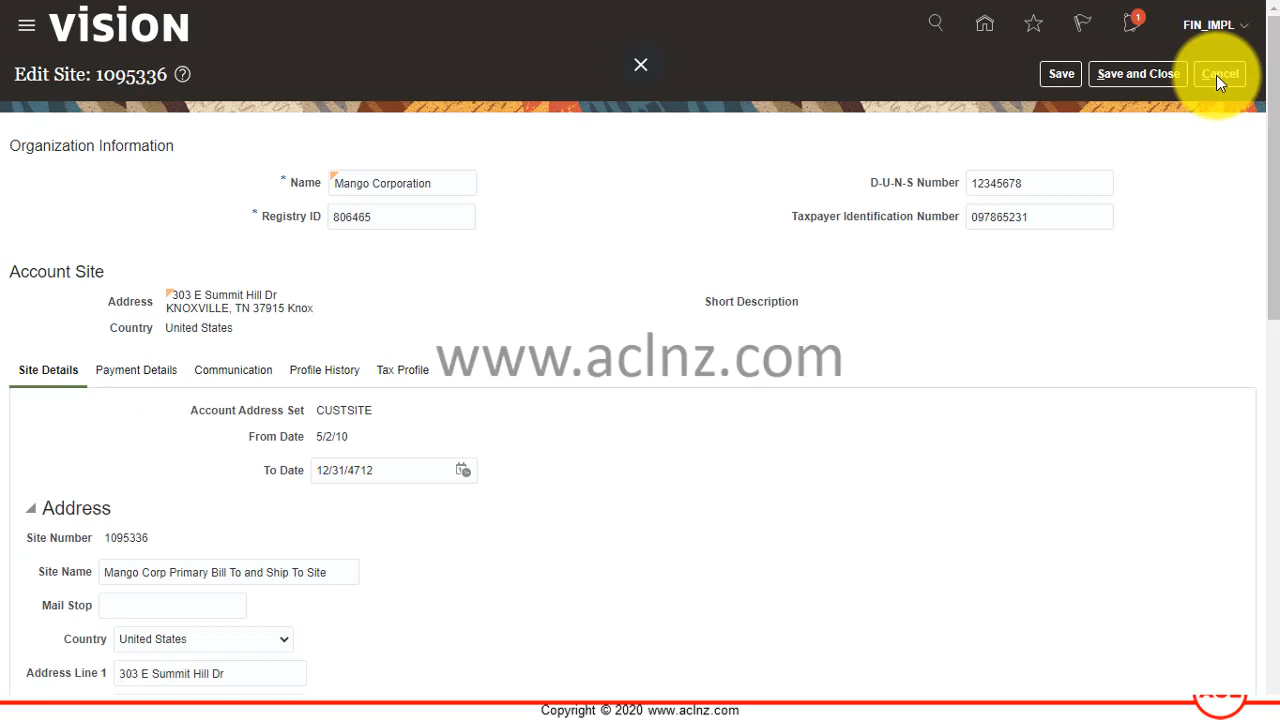 VISION
1
FIN_IMPL
Edit Site: 1095336
Save
Save and Close
Cancel
Organization Information
* Name
Mango Corporation
D-U-N-S Number
12345678
* Registry ID
806465
Taxpayer Identification Number
097865231
Account Site
Address
303 E Summit Hill Dr
KNOXVILLE, TN 37915 Knox
Short Description
Country
United States
www.aclnz.com
Site Details
Payment Details
Communication
Profile History
Tax Profile
Account Address Set
CUSTSITE
From Date
5/2/10
To Date
12/31/4712
Address
Site Number
1095336
Site Name
Mango Corp Primary Bill To and Ship To Site
Mail Stop
Country
United States
Address Line 1
303 E Summit Hill Dr
Copyright © 2020 www.aclnz.com